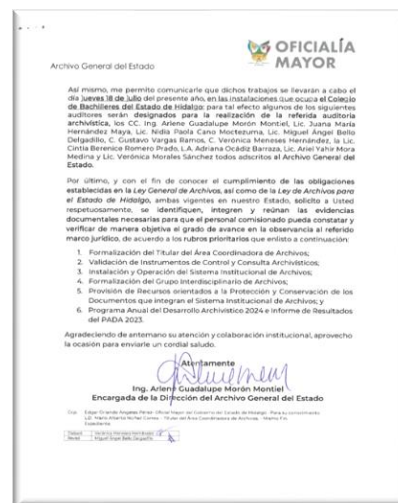 OFICIALÍA
MAYOR
Archivo General del Estado
Así mismo, me permito comunicarle que dichos trabajos se llevarán a cabo el
día jueves 18 de julio del presente año, en las instalaciones que ocupa el Colegio
de Bachilleres del Estado de Hidalgo; para tal efecto algunos de los siguientes
auditores serán designados para la realización de la referida auditoría
archivística, los CC. Ing. Arlene Guadalupe Morón Montiel, Lic. Juana María
Hernández Maya, Lic. Nidia Paola Cano Moctezuma, Lic. Miguel Ángel Bello
Delgadillo, C. Gustavo Vargas Ramos, C. Verónica Meneses Hernández, la Lic.
Cintia Berenice Romero Prado, L.A. Adriana Ocádiz Barraza, Lic. Ariel Yahir Mora
Medina y Lic. Verónica Morales Sánchez todos adscritos al Archivo General del
Estado.
Por último, y con el fin de conocer el cumplimiento de las obligaciones
establecidas en la Ley General de Archivos, así como de la Ley de Archivos para
el Estado de Hidalgo, ambas vigentes en nuestro Estado, solicito a Usted
respetuosamente, se identifiquen, integren y reúnan las evidencias
documentales necesarias para que el personal comisionado pueda constatar y
verificar de manera objetiva el grado de avance en la observancia al referido
marco jurídico, de acuerdo a los rubros prioritarios que enlisto a continuación:
1. Formalización del Titular del Área Coordinadora de Archivos;
2. Validación de Instrumentos de Control y Consulta Archivísticos;
3. Instalación y Operación del Sistema Institucional de Archivos;
4. Formalización del Grupo Interdisciplinario de Archivos;
5. Provisión de Recursos orientados a la Protección y Conservación de los
Documentos que integran el Sistema Institucional de Archivos; y
6. Programa Anual del Desarrollo Archivístico 2024 e Informe de Resultados
del PADA 2023.
Agradeciendo de antemano su atención y colaboración institucional, aprovecho
la ocasión para enviarle un cordial saludo.
Atentamente
Ing. Arlene Guadalupe Morón Montiel
Encargada de la Dirección del Archivo General del Estado